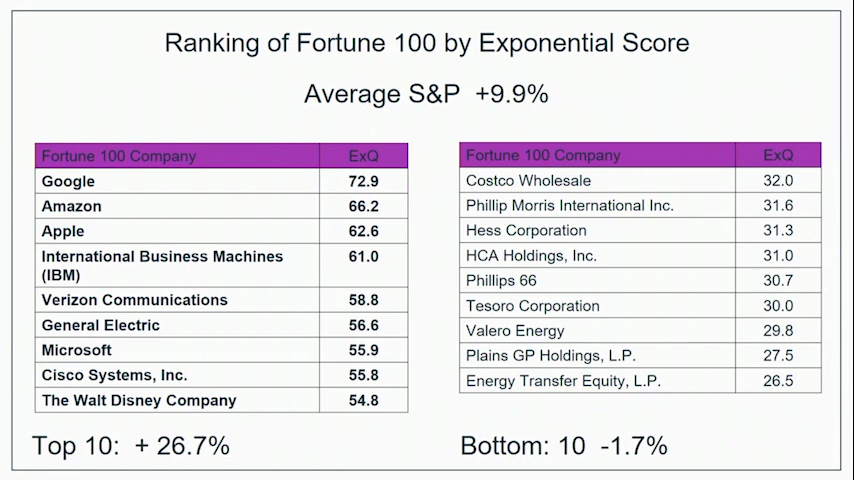 Ranking of Fortune 100 by Exponential Score
Average S&P +9.9%
Fortune 100 Company ExQ
Google 72.9
Amazon 66.2
Apple 62.6
International Business Machines 61.0
(IBM)
Verizon Communications 58.8
General Electric 56.6
Microsoft 55.9
Cisco Systems, Inc. 55.8
The Walt Disney Company 54.8
Top 10: + 26.7%
Fortune 100 Company ExQ
Costco Wholesale 32.0
Phillip Morris International Inc. 31.6
Hess Corporation 31.3
HCA Holdings, Inc. 31.0
Phillips 66 30.7
Tesoro Corporation 30.0
Valero Energy 29.8
Plains GP Holdings, L.P. 27.5
Energy Transfer Equity, L.P. 26.5
Bottom: 10 -1.7%